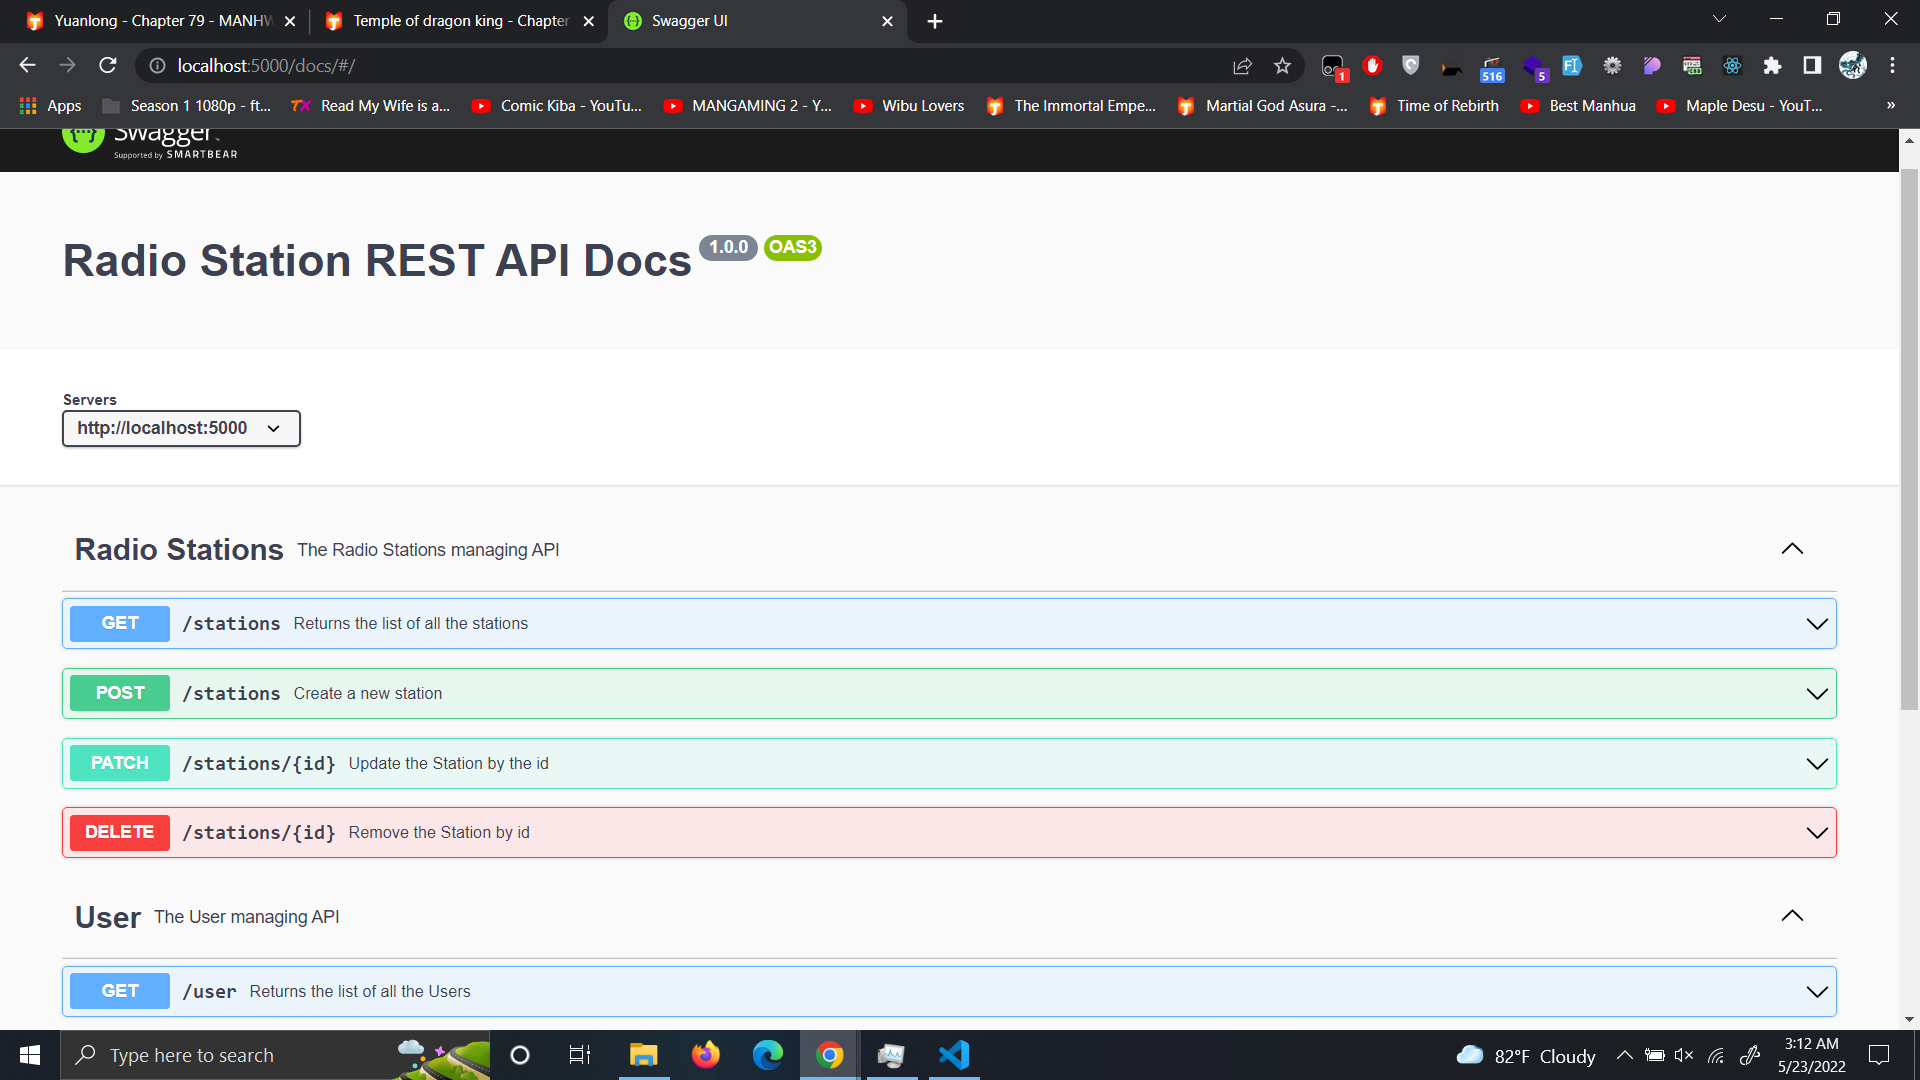 Yuanlong - Chapter 79 - MANHW
Temple of dragon king - Chapter
Swagger UI
localhost:5000/docs/#/
1
516
5
Apps
Season 1 1080p - ft...
Read My Wife is a...
Comic Kiba - YouTu...
MANGAMING 2 - Y...
Wibu Lovers
The Immortal Empe...
Martial God Asura -...
Time of Rebirth
Best Manhua
Maple Desu - YouT...
»
Swagger
Supported by SMARTBEAR
Radio Station REST API Docs 1.0.0 OAS3
Servers
http://localhost:5000
Radio Stations The Radio Stations managing API
GET /stations Returns the list of all the stations
POST /stations Create a new station
PATCH /stations/{id} Update the Station by the id
DELETE /stations/{id} Remove the Station by id
User The User managing API
GET /user Returns the list of all the Users
Type here to search
82°F Cloudy
3:12 AM
5/23/2022